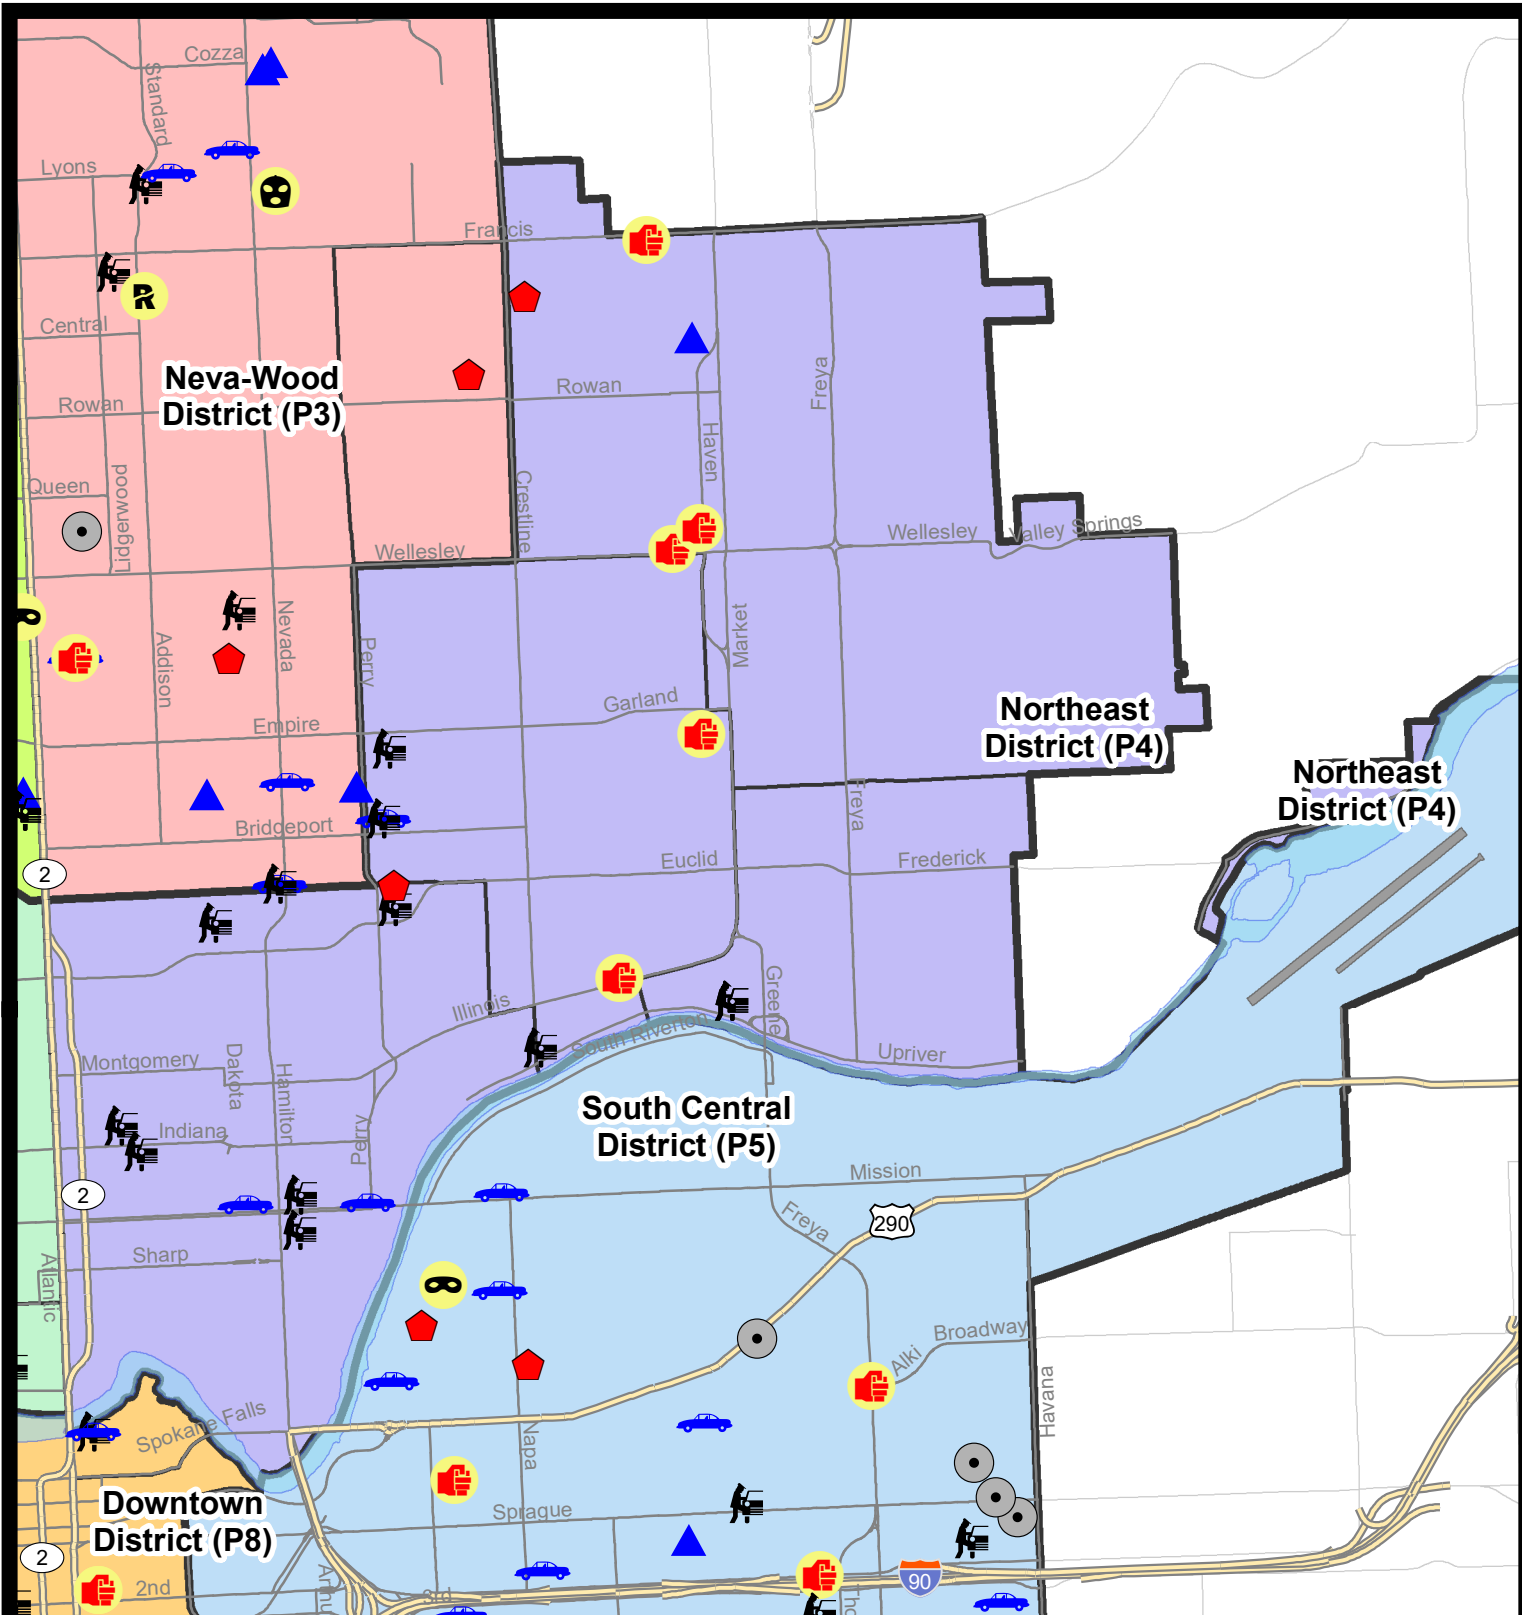 Cozza
Standard
Lyons
Francis
Central
Neva-Wood
District (P3)
Rowan
Rowan
Freya
Haven
Queen
Lidgerwood
Crestline
Wellesley
Wellesley
Valley Springs
Nevada
Addison
Perry
Market
Garland
Empire
Northeast
District (P4)
Northeast
District (P4)
Freya
Bridgeport
Euclid
Frederick
2
Greene
Illinois
South Riverton
Upriver
Montgomery
Dakota
Hamilton
Indiana
Perry
South Central
District (P5)
Mission
2
Freya
290
Sharp
Atlantic
Broadway
Alki
Havana
Spokane Falls
Napa
Downtown
District (P8)
Sprague
2
2nd
3rd
90